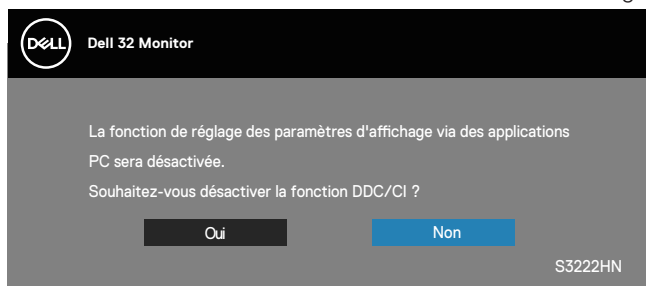 DELL
Dell 32 Monitor
La fonction de réglage des paramètres d'affichage via des applications
PC sera désactivée.
Souhaitez-vous désactiver la fonction DDC/CI ?
Oui
Non
S3222HN